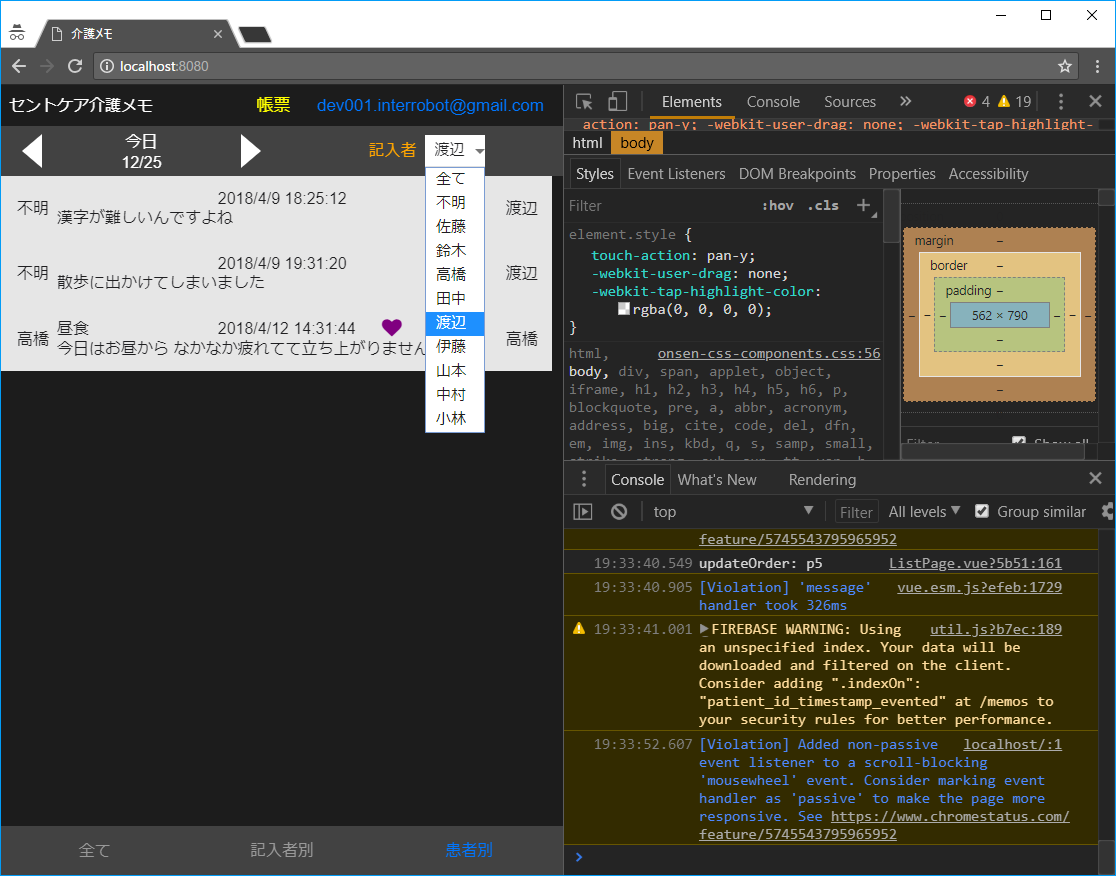 介護メモ
localhost:8080
セントケア介護メモ 帳票 dev001.interrobot@gmail.com
今日
12/25
記入者 渡辺
全て
不明
佐藤
鈴木
高橋
田中
渡辺
伊藤
山本
中村
小林
不明 2018/4/9 18:25:12 渡辺
漢字が難しいんですよね
不明 2018/4/9 19:31:20 渡辺
散歩に出かけてしまいました
高橋 昼食 2018/4/12 14:31:44 高橋
今日はお昼から なかなか疲れてて立ち上がりません
全て 記入者別 患者別
Elements Console Sources » 4 19
action: pan-y; -webkit-user-drag: none; -webkit-tap-highlight-
html body
Styles Event Listeners DOM Breakpoints Properties Accessibility
Filter :hov .cls +
element.style {
touch-action: pan-y;
-webkit-user-drag: none;
-webkit-tap-highlight-color:
rgba(0, 0, 0, 0);
}
html, onsen-css-components.css:56
body, div, span, applet, object,
iframe, h1, h2, h3, h4, h5, h6, p,
blockquote, pre, a, abbr, acronym,
address, big, cite, code, del, dfn,
em, img, ins, kbd, q, s, samp, small,
margin –
border –
padding –
– – – 562 × 790 – – –
–
–
–
Filter Show all
Console What's New Rendering
top Filter All levels Group similar
feature/5745543795965952
19:33:40.549 updateOrder: p5 ListPage.vue?5b51:161
19:33:40.905 [Violation] 'message' vue.esm.js?efeb:1729
handler took 326ms
19:33:41.001 FIREBASE WARNING: Using util.js?b7ec:189
an unspecified index. Your data will be
downloaded and filtered on the client.
Consider adding ".indexOn":
"patient_id_timestamp_evented" at /memos to
your security rules for better performance.
19:33:52.607 [Violation] Added non-passive localhost/:1
event listener to a scroll-blocking
'mousewheel' event. Consider marking event
handler as 'passive' to make the page more
responsive. See https://www.chromestatus.com/
feature/5745543795965952